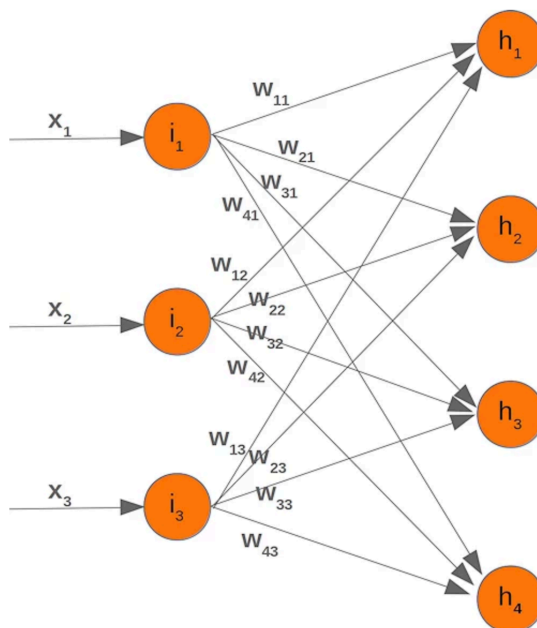 h₁
w₁₁
x₁
i₁
w₂₁
w₃₁
w₄₁
h₂
w₁₂
w₂₂
x₂
i₂
w₃₂
w₄₂
h₃
w₁₃
w₂₃
x₃
i₃
w₃₃
w₄₃
h₄